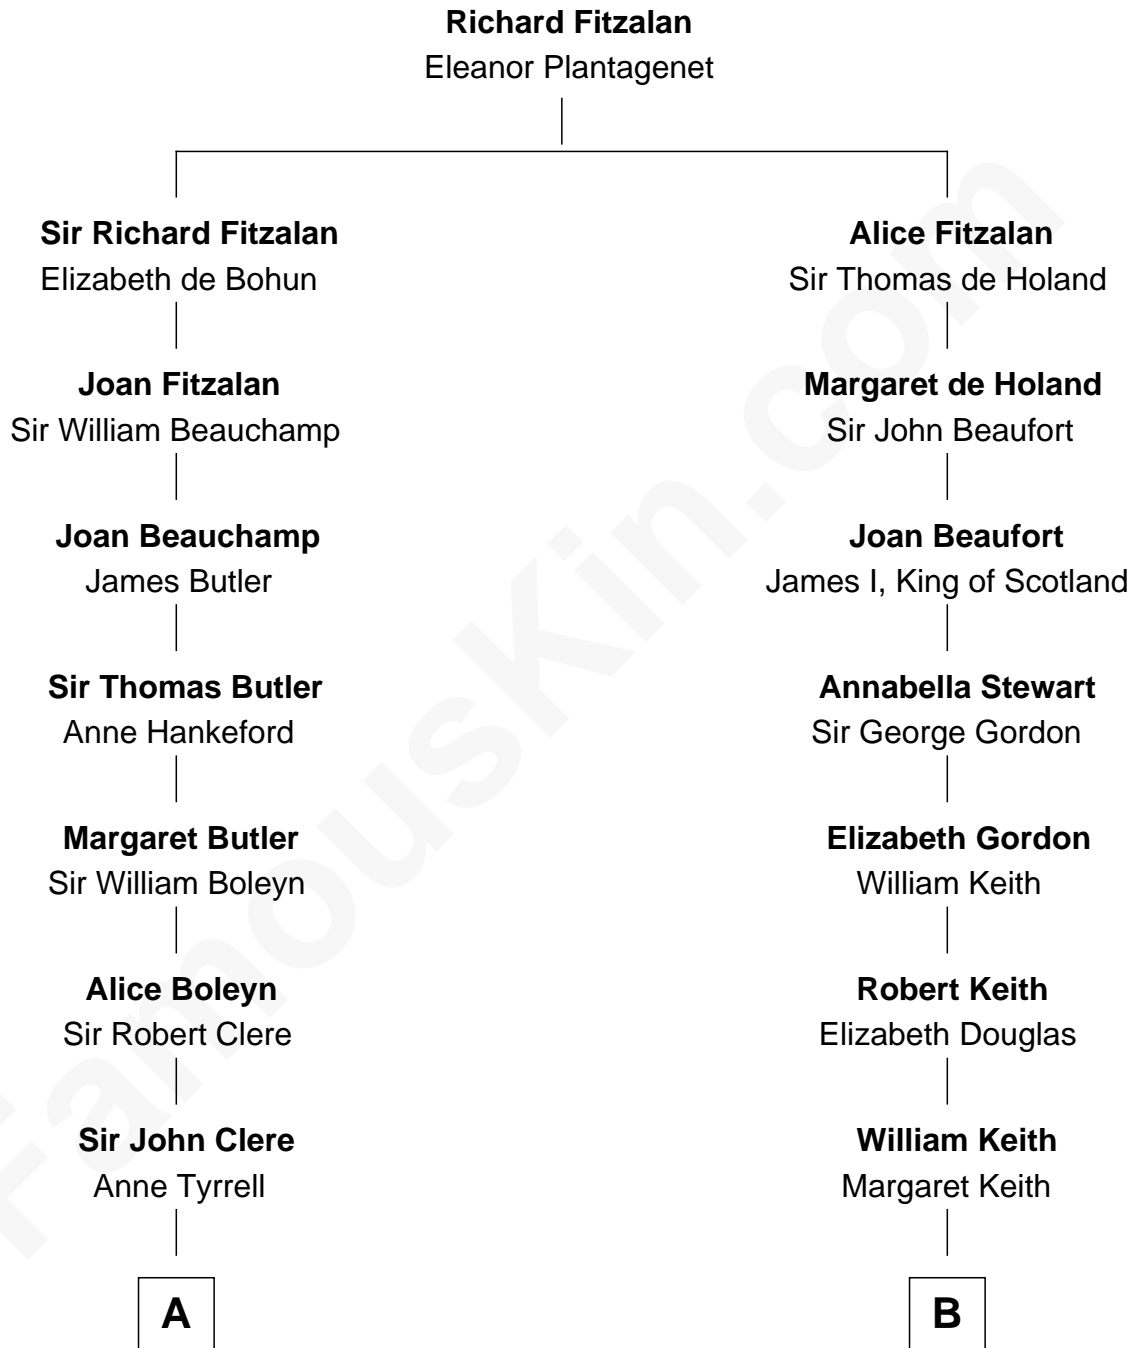 Richard Fitzalan
Eleanor Plantagenet
Sir Richard Fitzalan
Elizabeth de Bohun
Alice Fitzalan
Sir Thomas de Holand
Joan Fitzalan
Sir William Beauchamp
Margaret de Holand
Sir John Beaufort
Joan Beauchamp
James Butler
Joan Beaufort
James I, King of Scotland
Sir Thomas Butler
Anne Hankeford
Annabella Stewart
Sir George Gordon
Margaret Butler
Sir William Boleyn
Elizabeth Gordon
William Keith
Alice Boleyn
Sir Robert Clere
Robert Keith
Elizabeth Douglas
Sir John Clere
Anne Tyrrell
William Keith
Margaret Keith
A
B
FamousKin.com